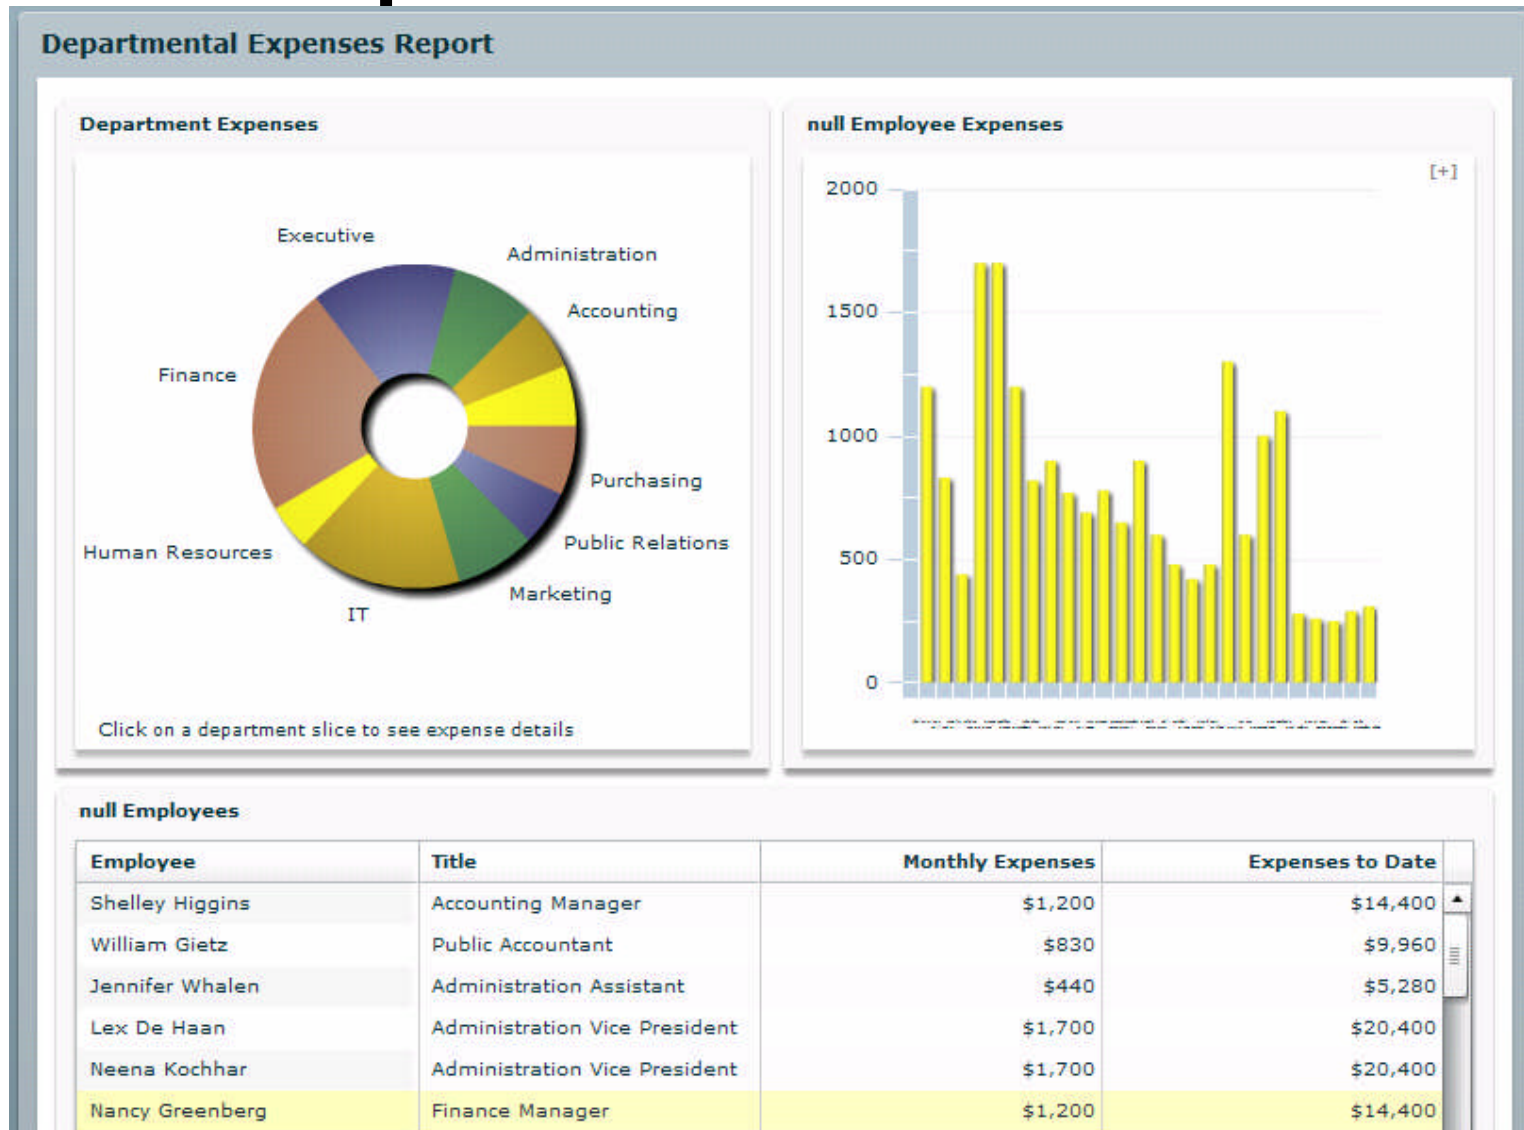 Departmental Expenses Report
Department Expenses
Executive
Administration
Accounting
Finance
Purchasing
Public Relations
Human Resources
Marketing
IT
Click on a department slice to see expense details
null Employee Expenses
[+]
2000
1500
1000
500
0
null Employees
Employee Title Monthly Expenses Expenses to Date
Shelley Higgins Accounting Manager $1,200 $14,400
William Gietz Public Accountant $830 $9,960
Jennifer Whalen Administration Assistant $440 $5,280
Lex De Haan Administration Vice President $1,700 $20,400
Neena Kochhar Administration Vice President $1,700 $20,400
Nancy Greenberg Finance Manager $1,200 $14,400